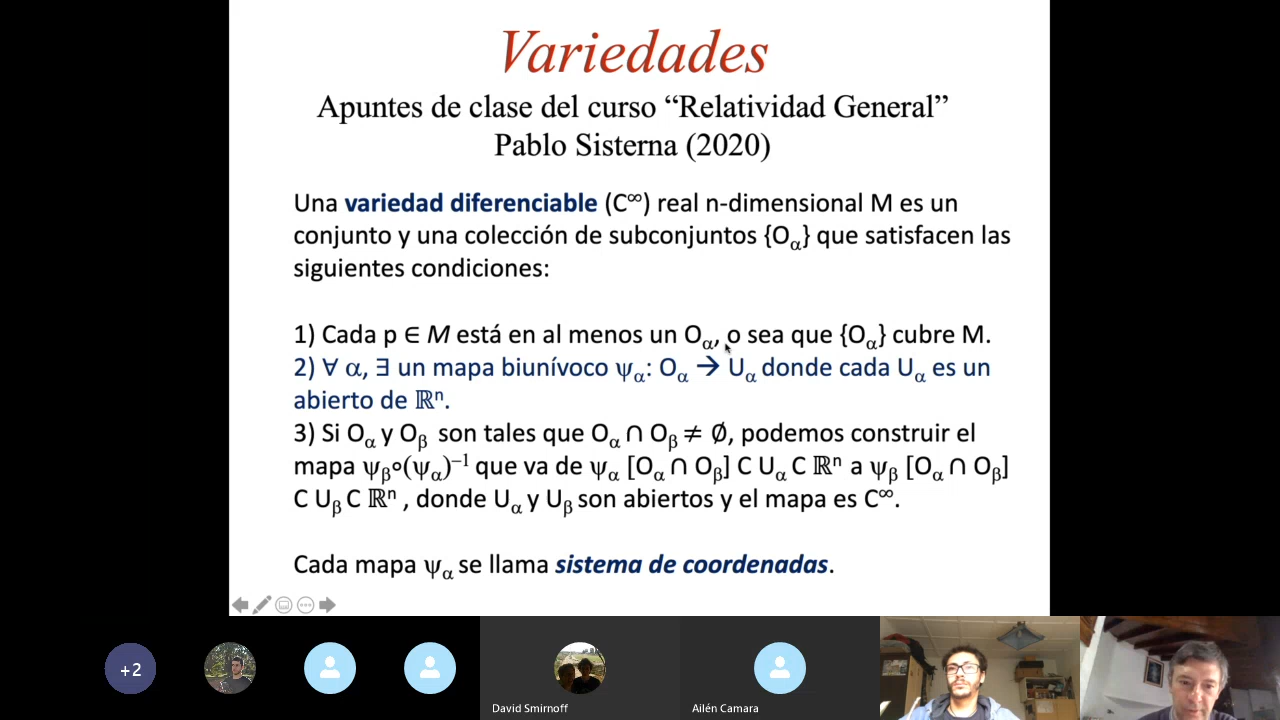 Variedades
Apuntes de clase del curso “Relatividad General”
Pablo Sisterna (2020)
Una variedad diferenciable (C∞) real n-dimensional M es un
conjunto y una colección de subconjuntos {Oα} que satisfacen las
siguientes condiciones:
1) Cada p ∈ M está en al menos un Oα, o sea que {Oα} cubre M.
2) ∀ α, ∃ un mapa biunívoco ψα: Oα → Uα donde cada Uα es un
abierto de ℝⁿ.
3) Si Oα y Oβ son tales que Oα ∩ Oβ ≠ Ø, podemos construir el
mapa ψβ∘(ψα)⁻¹ que va de ψα [Oα ∩ Oβ] C Uα C ℝⁿ a ψβ [Oα ∩ Oβ]
C Uβ C ℝⁿ , donde Uα y Uβ son abiertos y el mapa es C∞.
Cada mapa ψα se llama sistema de coordenadas.
+2
David Smirnoff
Ailén Camara